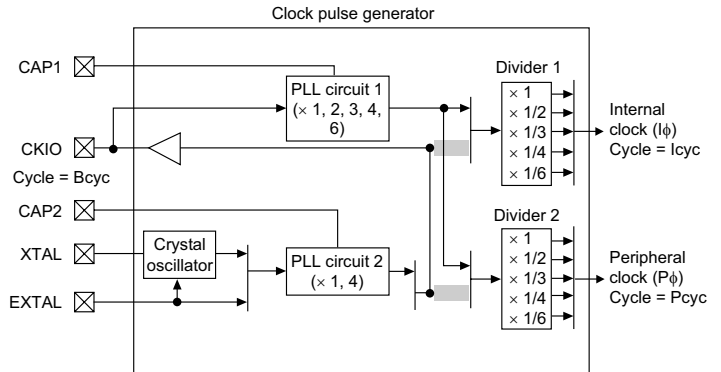 Clock pulse generator
CAP1
PLL circuit 1
(× 1, 2, 3, 4,
6)
Divider 1
× 1
× 1/2
× 1/3
× 1/4
× 1/6
Internal
clock (Iϕ)
Cycle = Icyc
CKIO
Cycle = Bcyc
CAP2
XTAL
Crystal
oscillator
EXTAL
PLL circuit 2
(× 1, 4)
Divider 2
× 1
× 1/2
× 1/3
× 1/4
× 1/6
Peripheral
clock (Pϕ)
Cycle = Pcyc